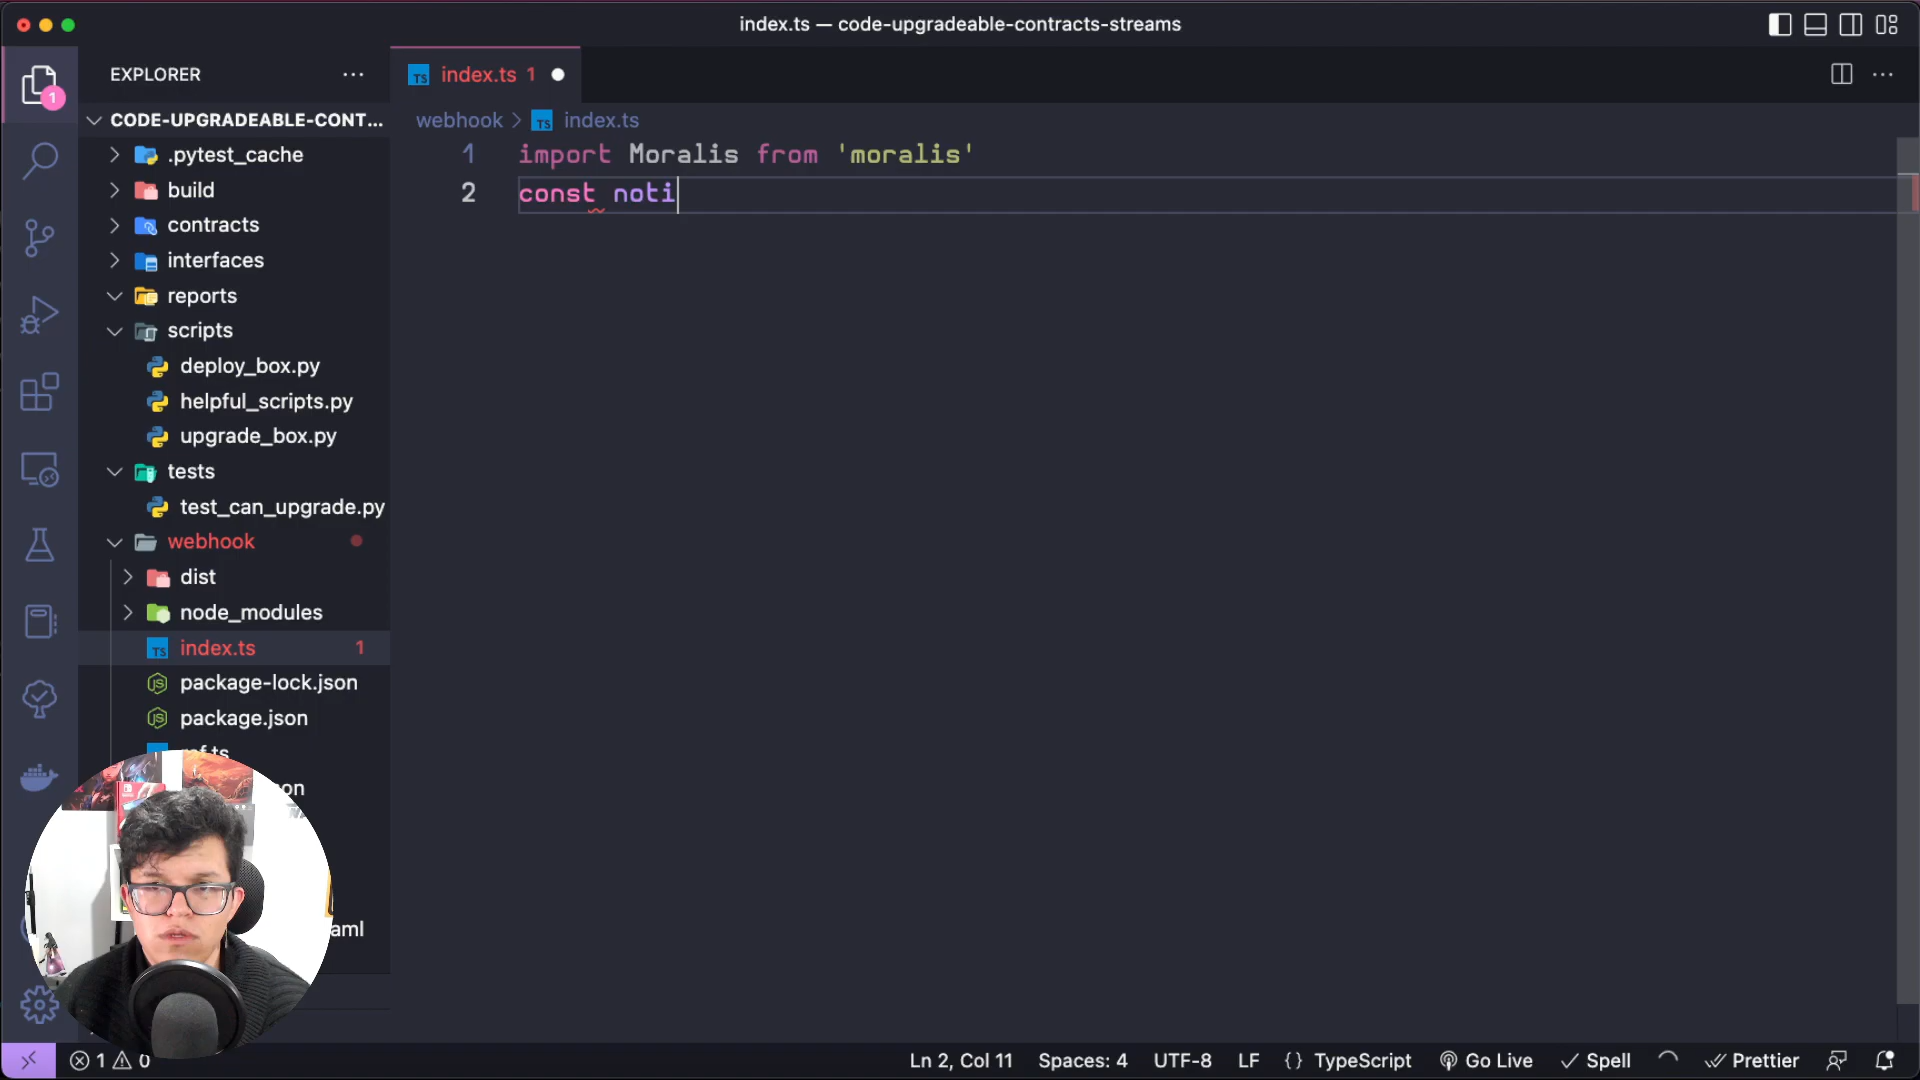 index.ts — code-upgradeable-contracts-streams
EXPLORER
index.ts 1
CODE-UPGRADEABLE-CONT...
webhook > index.ts
.pytest_cache
build
contracts
interfaces
reports
scripts
deploy_box.py
helpful_scripts.py
upgrade_box.py
tests
test_can_upgrade.py
webhook
dist
node_modules
index.ts 1
package-lock.json
package.json
1 import Moralis from 'moralis'
2 const noti
1
1 0
Ln 2, Col 11
Spaces: 4
UTF-8
LF
{} TypeScript
Go Live
Spell
Prettier